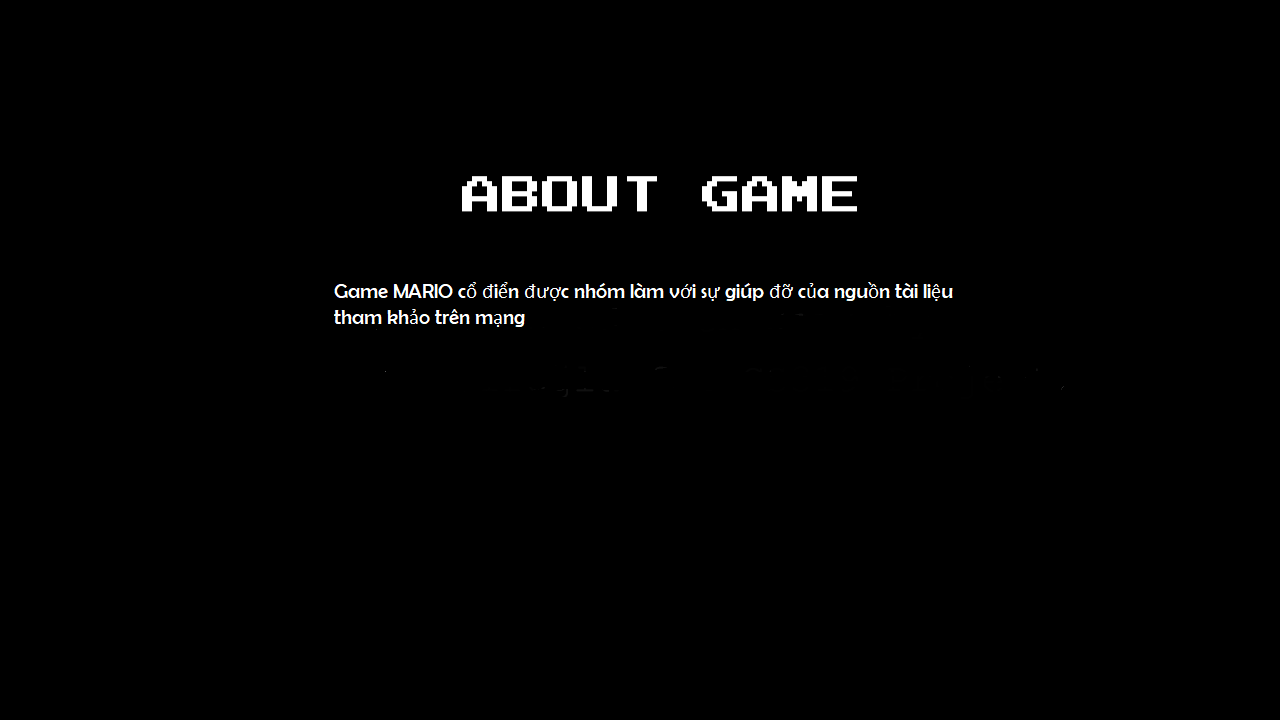 ABOUT GAME
Game MARIO cổ điển được nhóm làm với sự giúp đỡ của nguồn tài liệu
tham khảo trên mạng